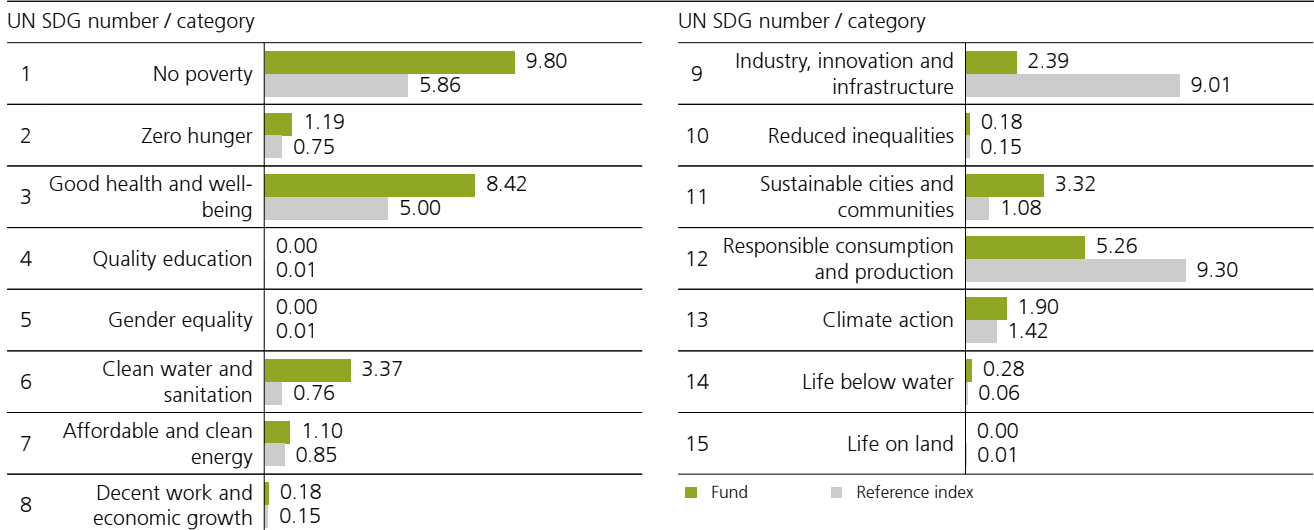 UN SDG number / category
1 No poverty 9.80
5.86
2 Zero hunger 1.19
0.75
3 Good health and well-
being 8.42
5.00
4 Quality education 0.00
0.01
5 Gender equality 0.00
0.01
6 Clean water and
sanitation 3.37
0.76
7 Affordable and clean
energy 1.10
0.85
8 Decent work and
economic growth 0.18
0.15
UN SDG number / category
9 Industry, innovation and
infrastructure 2.39
9.01
10 Reduced inequalities 0.18
0.15
11 Sustainable cities and
communities 3.32
1.08
12 Responsible consumption
and production 5.26
9.30
13 Climate action 1.90
1.42
14 Life below water 0.28
0.06
15 Life on land 0.00
0.01
Fund Reference index